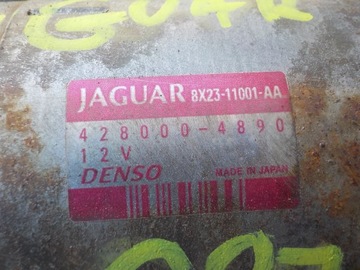 JAGUAR 8X23-11001-AA
428000-4890
12V
DENSO MADE IN JAPAN